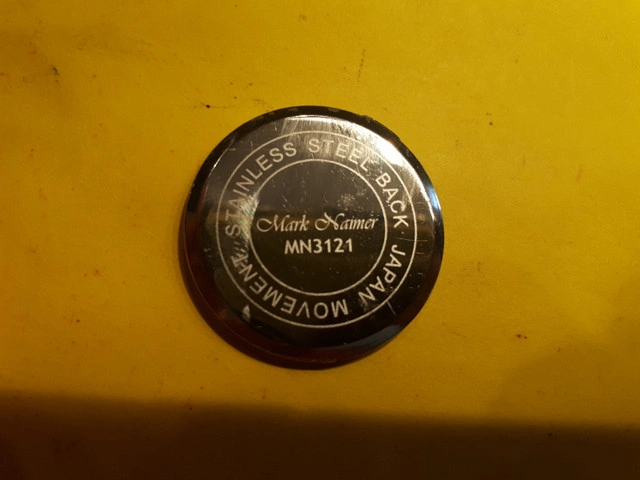 STAINLESS STEEL BACK
Mark Naimer
MN3121
JAPAN MOVEMENT